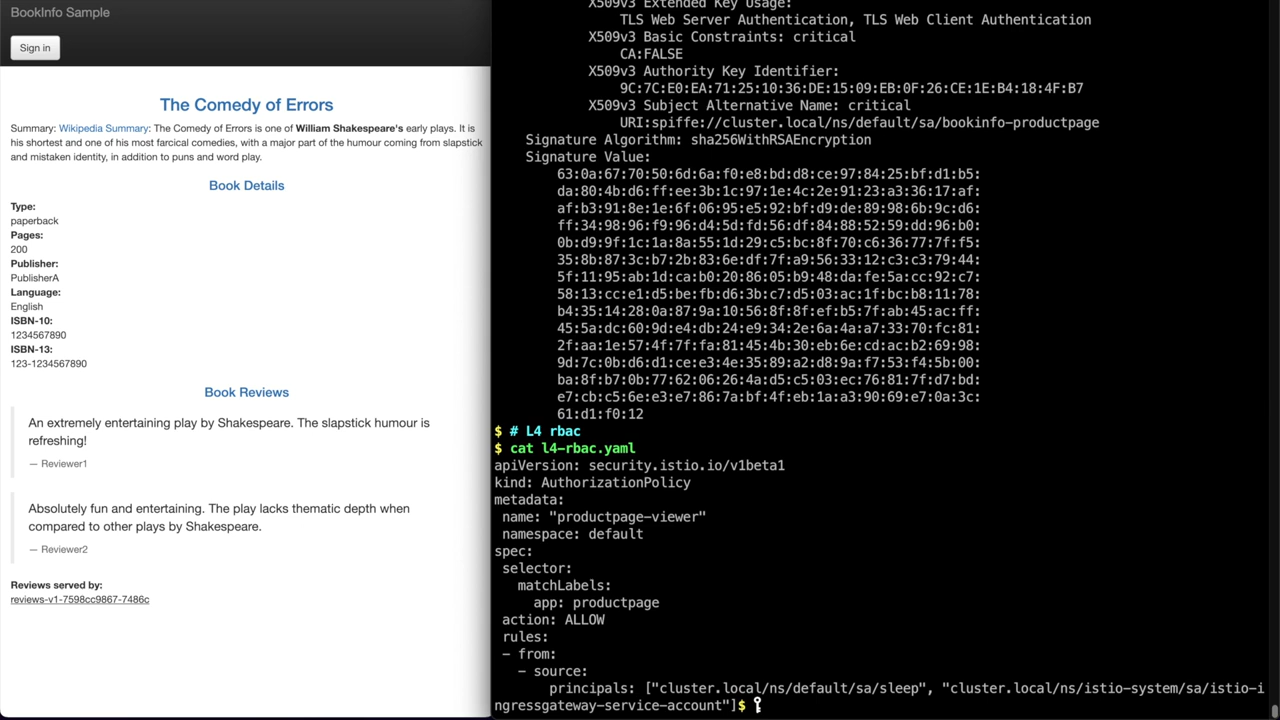 BookInfo Sample
Sign in
The Comedy of Errors
Summary: Wikipedia Summary: The Comedy of Errors is one of William Shakespeare's early plays. It is
his shortest and one of his most farcical comedies, with a major part of the humour coming from slapstick
and mistaken identity, in addition to puns and word play.
Book Details
Type:
paperback
Pages:
200
Publisher:
PublisherA
Language:
English
ISBN-10:
1234567890
ISBN-13:
123-1234567890
Book Reviews
An extremely entertaining play by Shakespeare. The slapstick humour is
refreshing!
— Reviewer1
Absolutely fun and entertaining. The play lacks thematic depth when
compared to other plays by Shakespeare.
— Reviewer2
Reviews served by:
reviews-v1-7598cc9867-7486c
X509v3 Extended Key Usage:
TLS Web Server Authentication, TLS Web Client Authentication
X509v3 Basic Constraints: critical
CA:FALSE
X509v3 Authority Key Identifier:
9C:7C:E0:EA:71:25:10:36:DE:15:09:EB:0F:26:CE:1E:B4:18:4F:B7
X509v3 Subject Alternative Name: critical
URI:spiffe://cluster.local/ns/default/sa/bookinfo-productpage
Signature Algorithm: sha256WithRSAEncryption
Signature Value:
63:0a:67:70:50:6d:6a:f0:e8:bd:d8:ce:97:84:25:bf:d1:b5:
da:80:4b:d6:ff:ee:3b:1c:97:1e:4c:2e:91:23:a3:36:17:af:
af:b3:91:8e:1e:6f:06:95:e5:92:bf:d9:de:89:98:6b:9c:d6:
ff:34:98:96:f9:96:d4:5d:fd:56:df:84:88:52:59:dd:96:b0:
0b:d9:9f:1c:1a:8a:55:1d:29:c5:bc:8f:70:c6:36:77:7f:f5:
35:8b:87:3c:b7:2b:83:6e:df:7f:a9:56:33:12:c3:c3:79:44:
5f:11:95:ab:1d:ca:b0:20:86:05:b9:48:da:fe:5a:cc:92:c7:
58:13:cc:e1:d5:be:fb:d6:3b:c7:d5:03:ac:1f:bc:b8:11:78:
b4:35:14:28:0a:87:9a:10:56:8f:8f:ef:b5:7f:ab:45:ac:ff:
45:5a:dc:60:9d:e4:db:24:e9:34:2e:6a:4a:a7:33:70:fc:81:
2f:aa:1e:57:4f:7f:fa:81:45:4b:30:eb:6e:cd:ac:b2:69:98:
9d:7c:0b:d6:d1:ce:e3:4e:35:89:a2:d8:9a:f7:53:f4:5b:00:
ba:8f:b7:0b:77:62:06:26:4a:d5:c5:03:ec:76:81:7f:d7:bd:
e7:cb:c5:6e:e3:e7:86:7a:bf:4f:eb:1a:a3:90:69:e7:0a:3c:
61:d1:f0:12
$ # L4 rbac
$ cat l4-rbac.yaml
apiVersion: security.istio.io/v1beta1
kind: AuthorizationPolicy
metadata:
name: "productpage-viewer"
namespace: default
spec:
selector:
matchLabels:
app: productpage
action: ALLOW
rules:
- from:
- source:
principals: ["cluster.local/ns/default/sa/sleep", "cluster.local/ns/istio-system/sa/istio-i
ngressgateway-service-account"]$